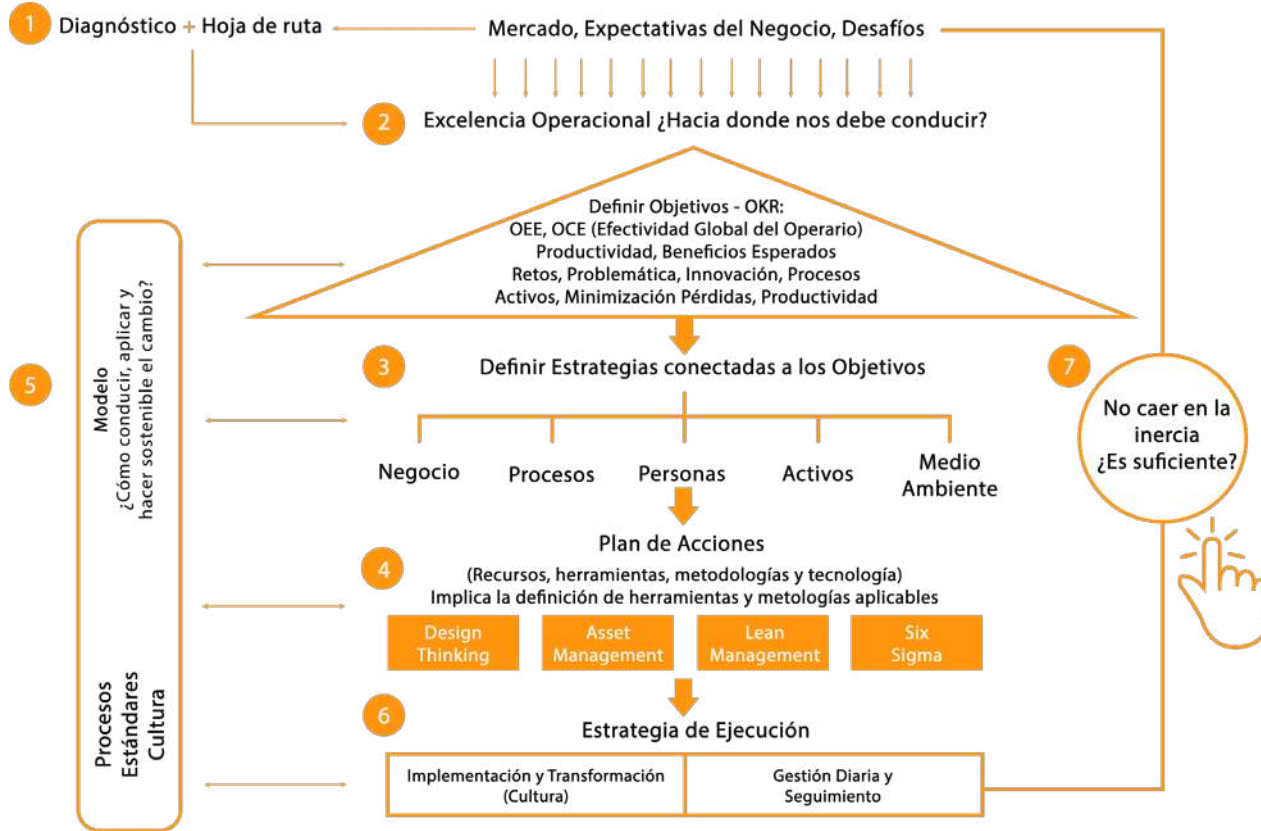 1 Diagnóstico + Hoja de ruta
Mercado, Expectativas del Negocio, Desafíos
2 Excelencia Operacional ¿Hacia donde nos debe conducir?
Definir Objetivos - OKR:
OEE, OCE (Efectividad Global del Operario)
Productividad, Beneficios Esperados
Retos, Problemática, Innovación, Procesos
Activos, Minimización Pérdidas, Productividad
3 Definir Estrategias conectadas a los Objetivos
Negocio
Procesos
Personas
Activos
Medio
Ambiente
Plan de Acciones
4
(Recursos, herramientas, metodologías y tecnología)
Implica la definición de herramientas y metologías aplicables
Design
Thinking
Asset
Management
Lean
Management
Six
Sigma
5
Modelo
¿Cómo conducir, aplicar y
hacer sostenible el cambio?
Procesos
Estándares
Cultura
6
Estrategia de Ejecución
Implementación y Transformación
(Cultura)
Gestión Diaria y
Seguimiento
7
No caer en la
inercia
¿Es suficiente?